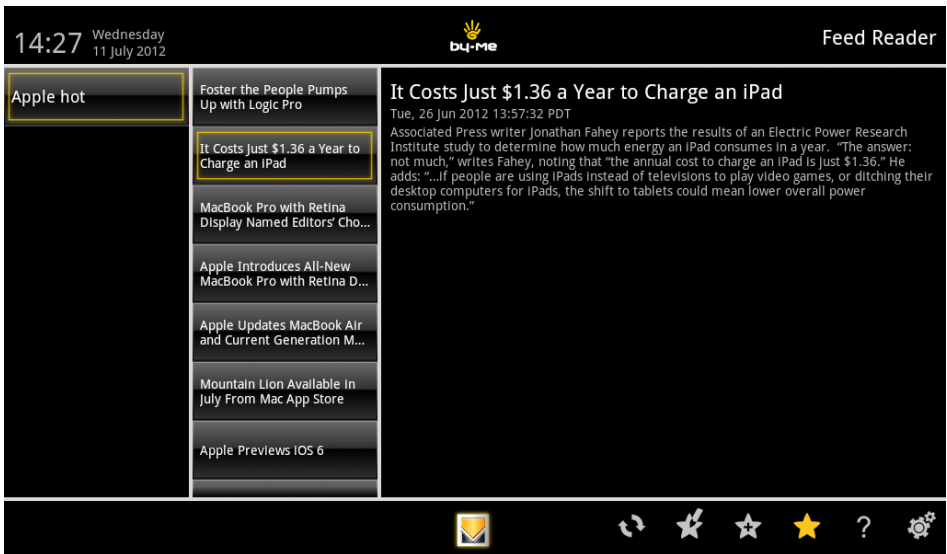 14:27
Wednesday
11 July 2012
by-me
Feed Reader
Apple hot
Foster the People Pumps
Up with Logic Pro
It Costs Just $1.36 a Year to
Charge an iPad
MacBook Pro with Retina
Display Named Editors' Cho...
Apple Introduces All-New
MacBook Pro with Retina D...
Apple Updates MacBook Air
and Current Generation M...
Mountain Lion Available in
July From Mac App Store
Apple Previews iOS 6
It Costs Just $1.36 a Year to Charge an iPad
Tue, 26 Jun 2012 13:57:32 PDT
Associated Press writer Jonathan Fahey reports the results of an Electric Power Research
Institute study to determine how much energy an iPad consumes in a year. “The answer:
not much,” writes Fahey, noting that “the annual cost to charge an iPad is just $1.36.” He
adds: “...if people are using iPads instead of televisions to play video games, or ditching their
desktop computers for iPads, the shift to tablets could mean lower overall power
consumption.”
?